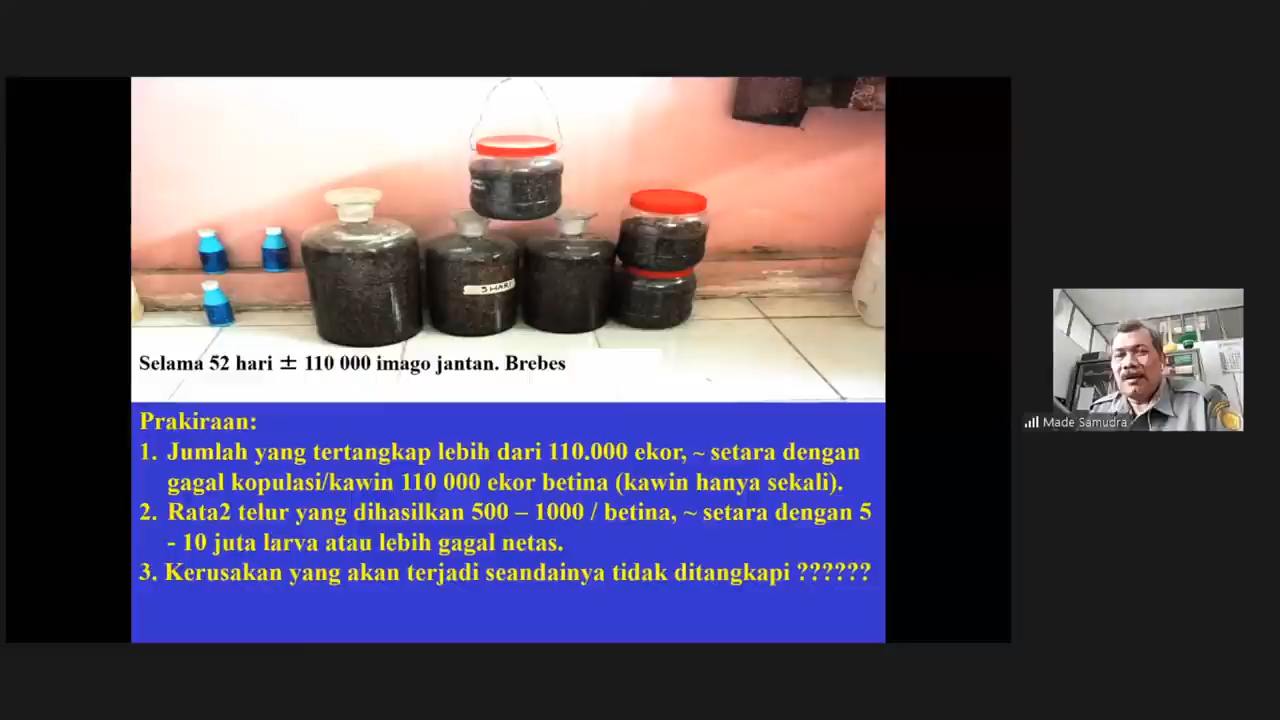 5 HARI
Selama 52 hari ± 110 000 imago jantan. Brebes
Prakiraan:
1. Jumlah yang tertangkap lebih dari 110.000 ekor, ~ setara dengan
gagal kopulasi/kawin 110 000 ekor betina (kawin hanya sekali).
2. Rata2 telur yang dihasilkan 500 – 1000 / betina, ~ setara dengan 5
- 10 juta larva atau lebih gagal netas.
3. Kerusakan yang akan terjadi seandainya tidak ditangkapi ??????
Made Samudra